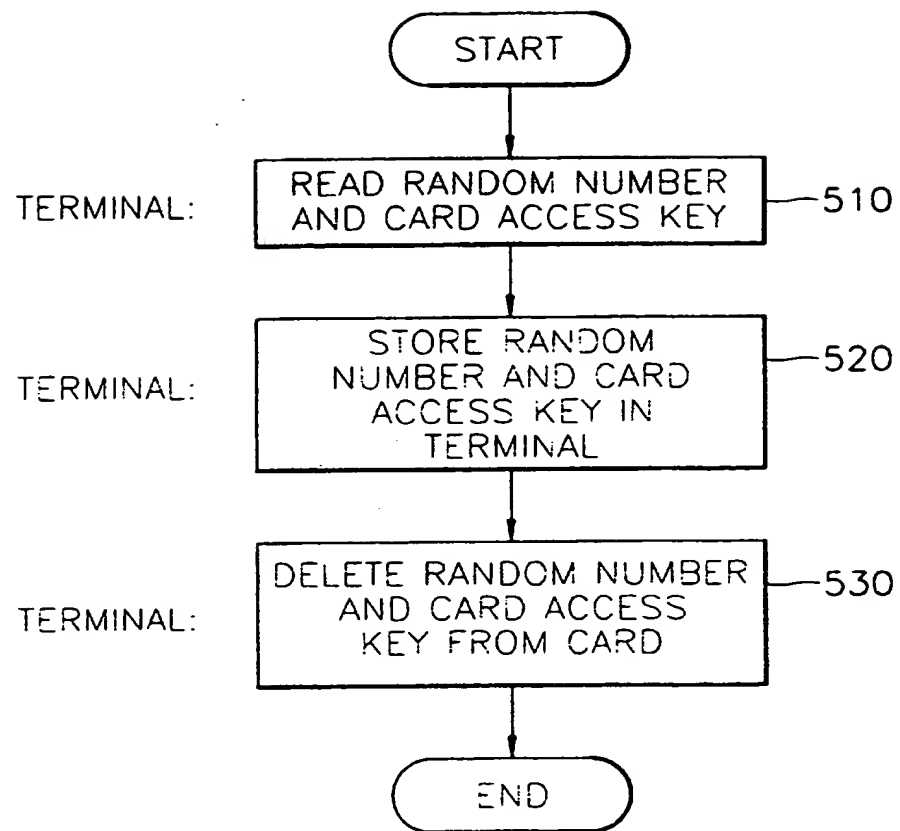 START
TERMINAL:
READ RANDOM NUMBER
AND CARD ACCESS KEY
510
TERMINAL:
STORE RANDOM
NUMBER AND CARD
ACCESS KEY IN
TERMINAL
520
TERMINAL:
DELETE RANDOM NUMBER
AND CARD ACCESS
KEY FROM CARD
530
END